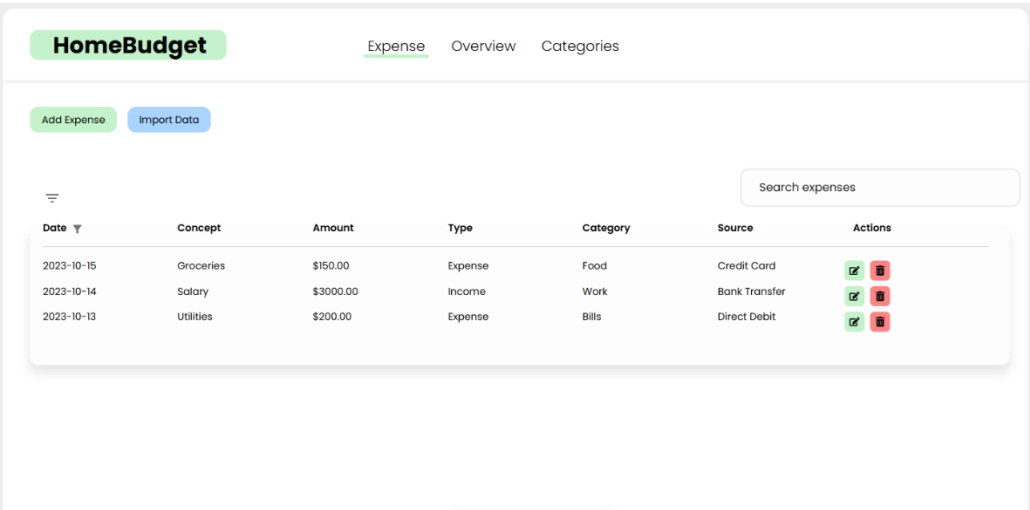 HomeBudget Expense Overview Categories
Add Expense Import Data
Search expenses
Date Concept Amount Type Category Source Actions
2023-10-15 Groceries $150.00 Expense Food Credit Card
2023-10-14 Salary $3000.00 Income Work Bank Transfer
2023-10-13 Utilities $200.00 Expense Bills Direct Debit